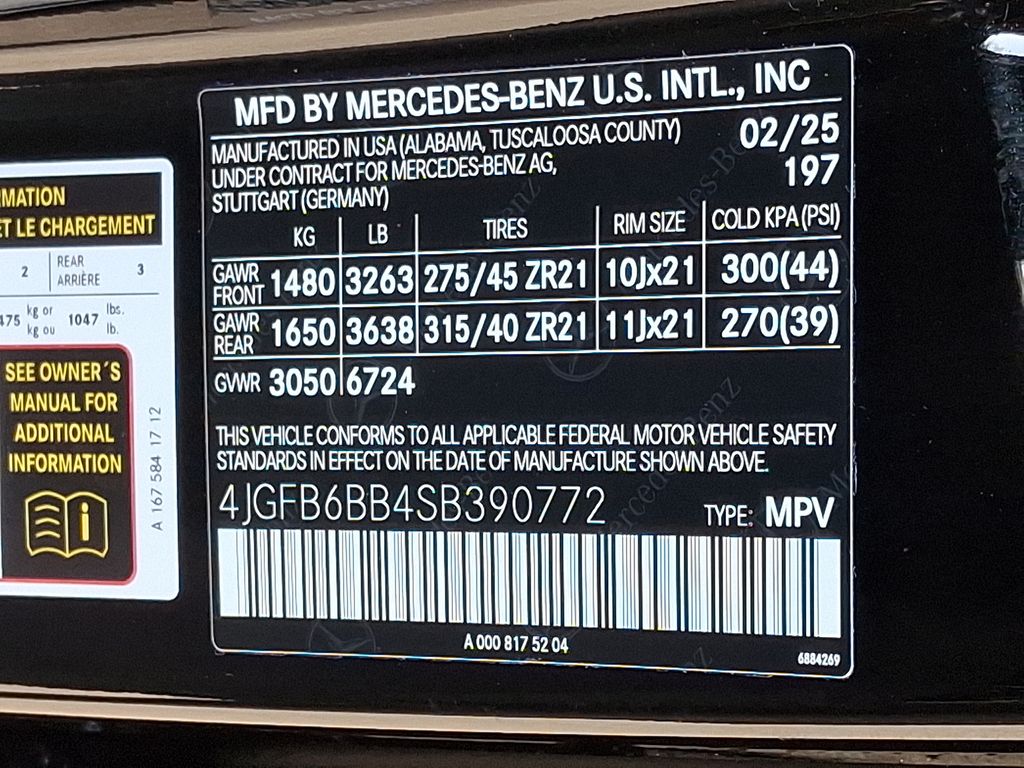 RMATION
ET LE CHARGEMENT
2 REAR ARRIÈRE 3
475 kg or kg ou 1047 lbs. lb.
SEE OWNER´S
MANUAL FOR
ADDITIONAL
INFORMATION
i
A 167 584 17 12
MFD BY MERCEDES-BENZ U.S. INTL., INC
MANUFACTURED IN USA (ALABAMA, TUSCALOOSA COUNTY) 02/25
UNDER CONTRACT FOR MERCEDES-BENZ AG, 197
STUTTGART (GERMANY)
KG LB TIRES RIM SIZE COLD KPA (PSI)
GAWR FRONT 1480 3263 275/45 ZR21 10Jx21 300(44)
GAWR REAR 1650 3638 315/40 ZR21 11Jx21 270(39)
GVWR 3050 6724
THIS VEHICLE CONFORMS TO ALL APPLICABLE FEDERAL MOTOR VEHICLE SAFETY
STANDARDS IN EFFECT ON THE DATE OF MANUFACTURE SHOWN ABOVE.
4JGFB6BB4SB390772 TYPE: MPV
A 000 817 52 04
6884269